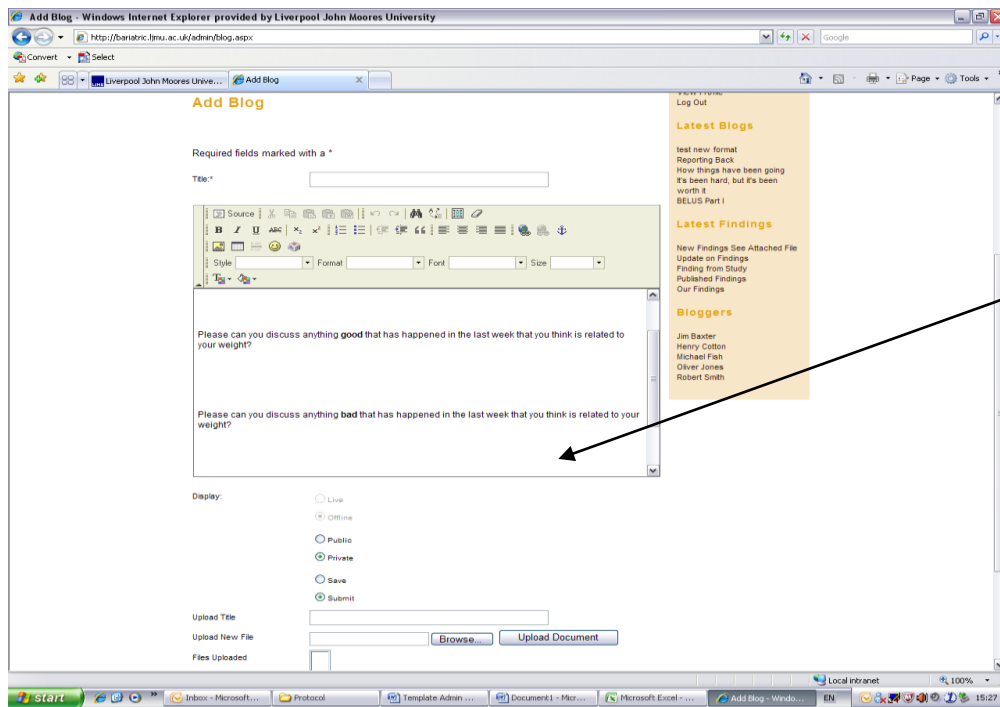 Add Blog - Windows Internet Explorer provided by Liverpool John Moores University
http://bariatric.ljmu.ac.uk/admin/blog.aspx
Google
Convert
Select
Liverpool John Moores Unive...
Add Blog
Page
Tools
Add Blog
Required fields marked with a *
Title:*
Source
B I U ABC x₂ x²
Style
Format
Font
Size
Please can you discuss anything good that has happened in the last week that you think is related to
your weight?
Please can you discuss anything bad that has happened in the last week that you think is related to your
weight?
Display:
Live
Offline
Public
Private
Save
Submit
Upload Title
Upload New File
Browse...
Upload Document
Files Uploaded
View Profile
Log Out
Latest Blogs
test new format
Reporting Back
How things have been going
It's been hard, but it's been
worth it
BELUS Part I
Latest Findings
New Findings See Attached File
Update on Findings
Finding from Study
Published Findings
Our Findings
Bloggers
Jim Baxter
Henry Cotton
Michael Fish
Oliver Jones
Robert Smith
Local intranet
100%
start
Inbox - Microsoft...
Protocol
Template Admin ...
Document1 - Micr...
Microsoft Excel - ...
Add Blog - Windo...
EN
15:27